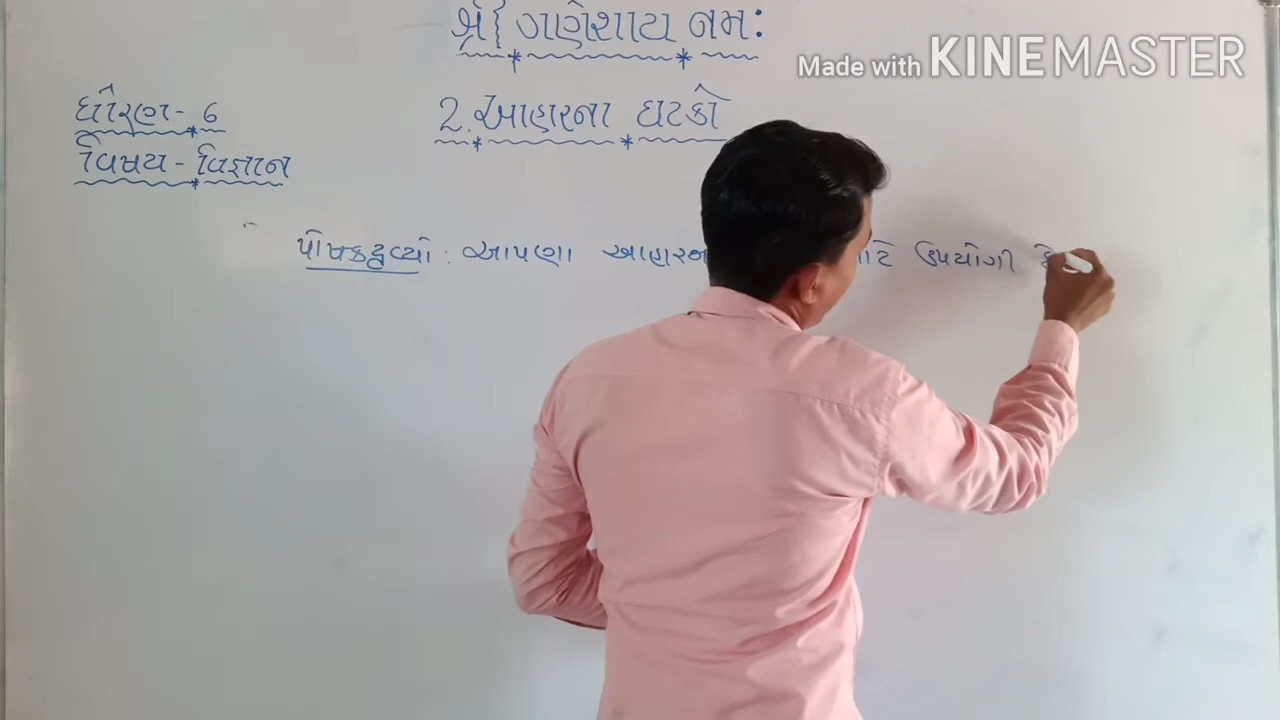 શ્રી ગણેશાય નમ:
Made with KINEMASTER
ધોરણ - 6
2. આહારના ઘટકો
વિષય - વિજ્ઞાન
પોષકદ્રવ્યો : આપણા ઉપયોગી